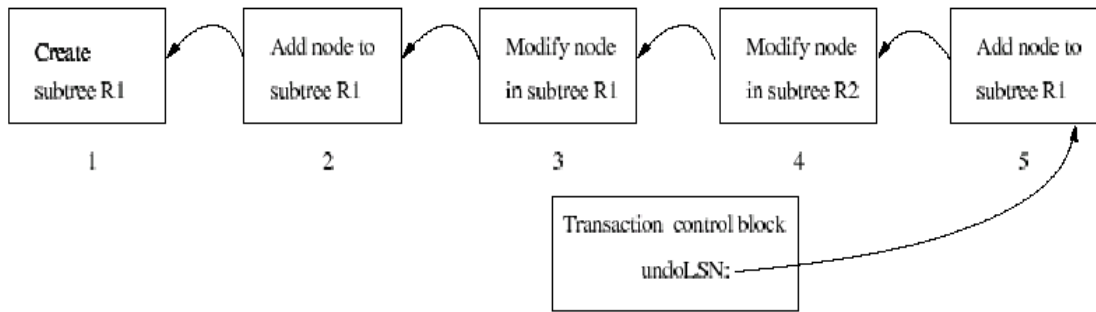 Create
subtree R1
Add node to
subtree R1
Modify node
in subtree R1
Modify node
in subtree R2
Add node to
subtree R1
1
2
3
4
5
Transaction control block
undoLSN: